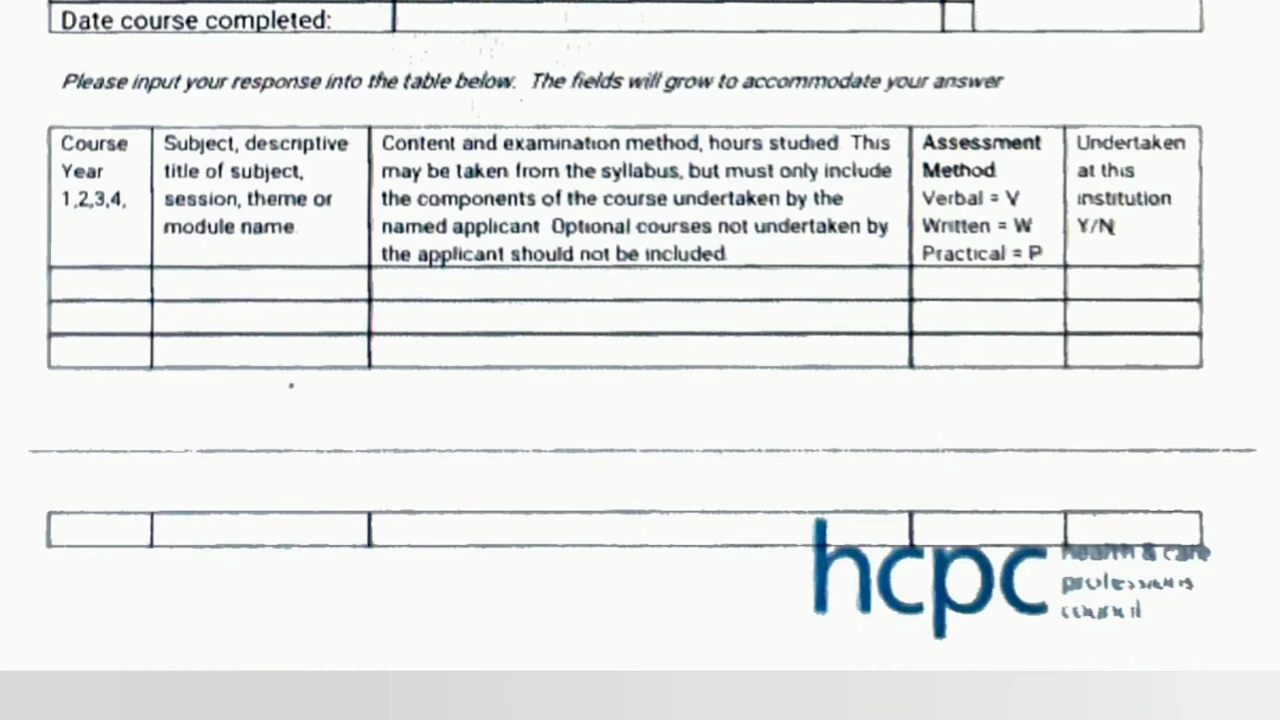 Date course completed:
Please input your response into the table below. The fields will grow to accommodate your answer
Course
Year
1,2,3,4,
Subject, descriptive
title of subject,
session, theme or
module name
Content and examination method, hours studied This
may be taken from the syllabus, but must only include
the components of the course undertaken by the
named applicant Optional courses not undertaken by
the applicant should not be included
Assessment
Method
Verbal = V
Written = W
Practical = P
Undertaken
at this
institution
Y/N
hcpc
health & care
professions
council